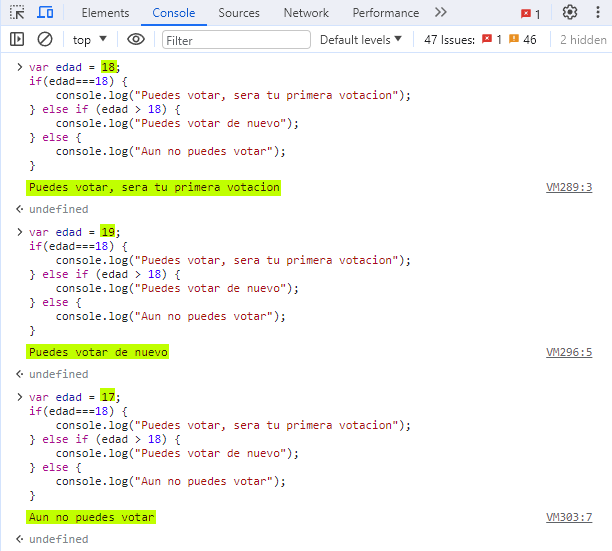 Elements Console Sources Network Performance 1
top Filter Default levels 47 Issues: 1 46 2 hidden
> var edad = 18;
if(edad===18) {
    console.log("Puedes votar, sera tu primera votacion");
} else if (edad > 18) {
    console.log("Puedes votar de nuevo");
} else {
    console.log("Aun no puedes votar");
}
Puedes votar, sera tu primera votacion VM289:3
undefined
> var edad = 19;
if(edad===18) {
    console.log("Puedes votar, sera tu primera votacion");
} else if (edad > 18) {
    console.log("Puedes votar de nuevo");
} else {
    console.log("Aun no puedes votar");
}
Puedes votar de nuevo VM296:5
undefined
> var edad = 17;
if(edad===18) {
    console.log("Puedes votar, sera tu primera votacion");
} else if (edad > 18) {
    console.log("Puedes votar de nuevo");
} else {
    console.log("Aun no puedes votar");
}
Aun no puedes votar VM303:7
undefined